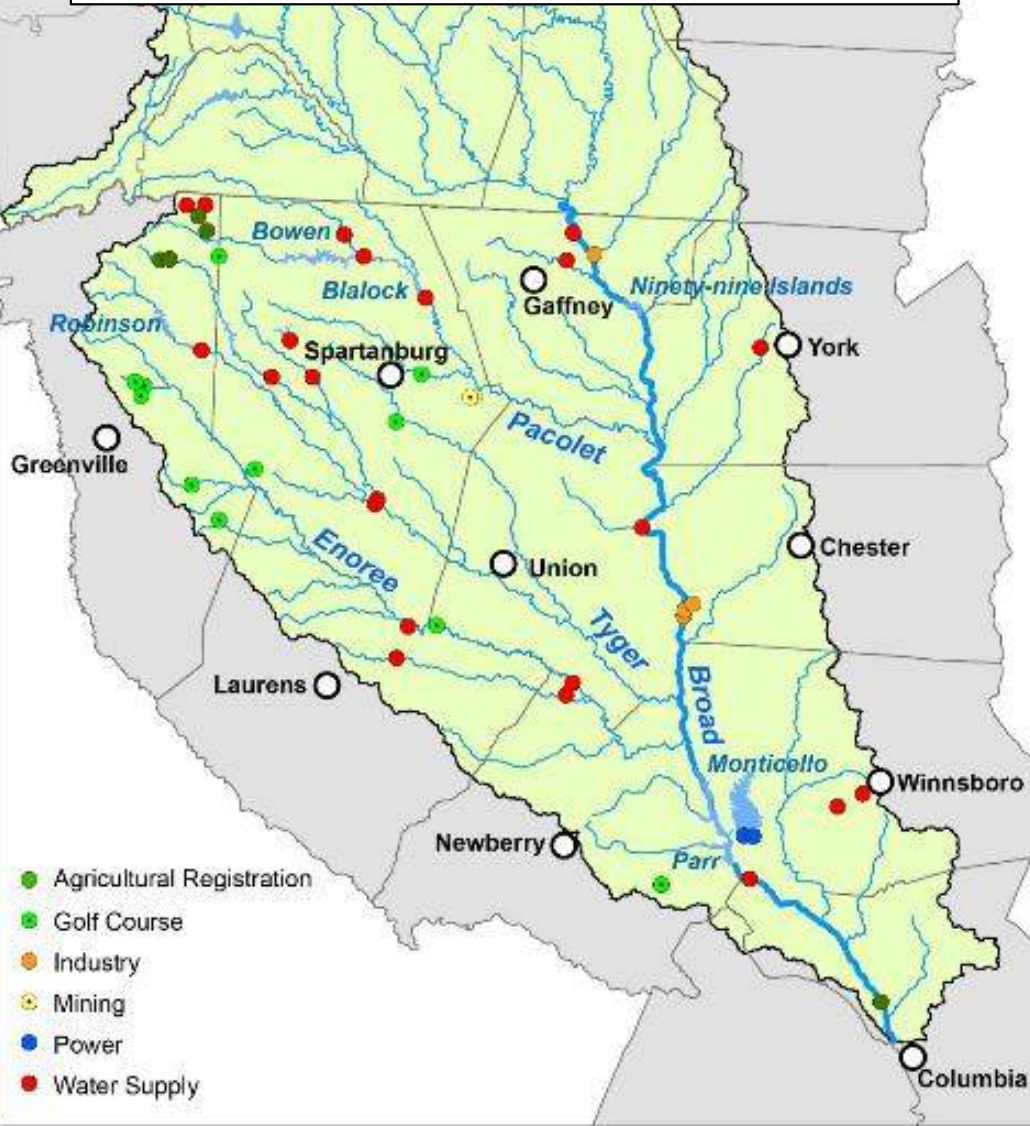 Bowen
Blalock
Ninety-nine Islands
Gaffney
Robinson
Spartanburg
York
Pacolet
Greenville
Enoree
Union
Chester
Tyger
Laurens
Broad
Monticello
Winnsboro
Newberry
Parr
Agricultural Registration
Golf Course
Industry
Mining
Power
Water Supply
Columbia